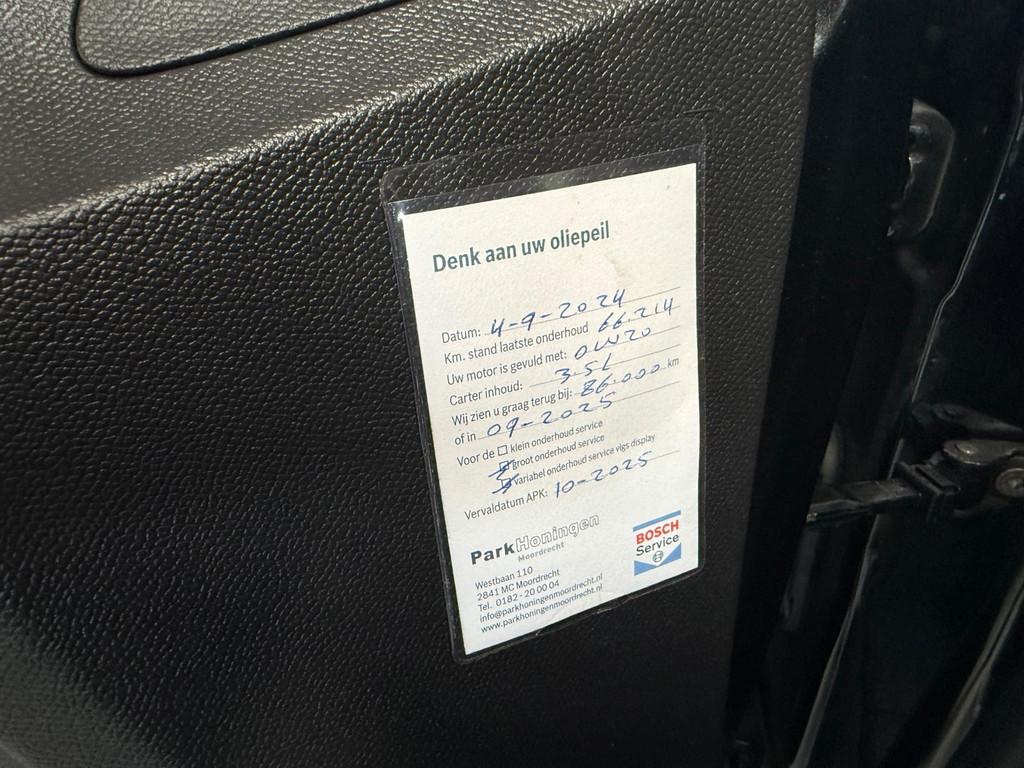 Denk aan uw oliepeil
Datum: 4-9-2024
Km. stand laatste onderhoud 66.214
Uw motor is gevuld met: 0W20
Carter inhoud: 3.5L
Wij zien u graag terug bij: 86.000 km
of in 09-2025
Voor de klein onderhoud service
groot onderhoud service
variabel onderhoud service vlgs display
Vervaldatum APK: 10-2025
ParkHoningen
Moordrecht
BOSCH
Service
Westbaan 110
2841 MC Moordrecht
Tel. 0182 - 20 00 04
info@parkhoningenmoordrecht.nl
www.parkhoningenmoordrecht.nl